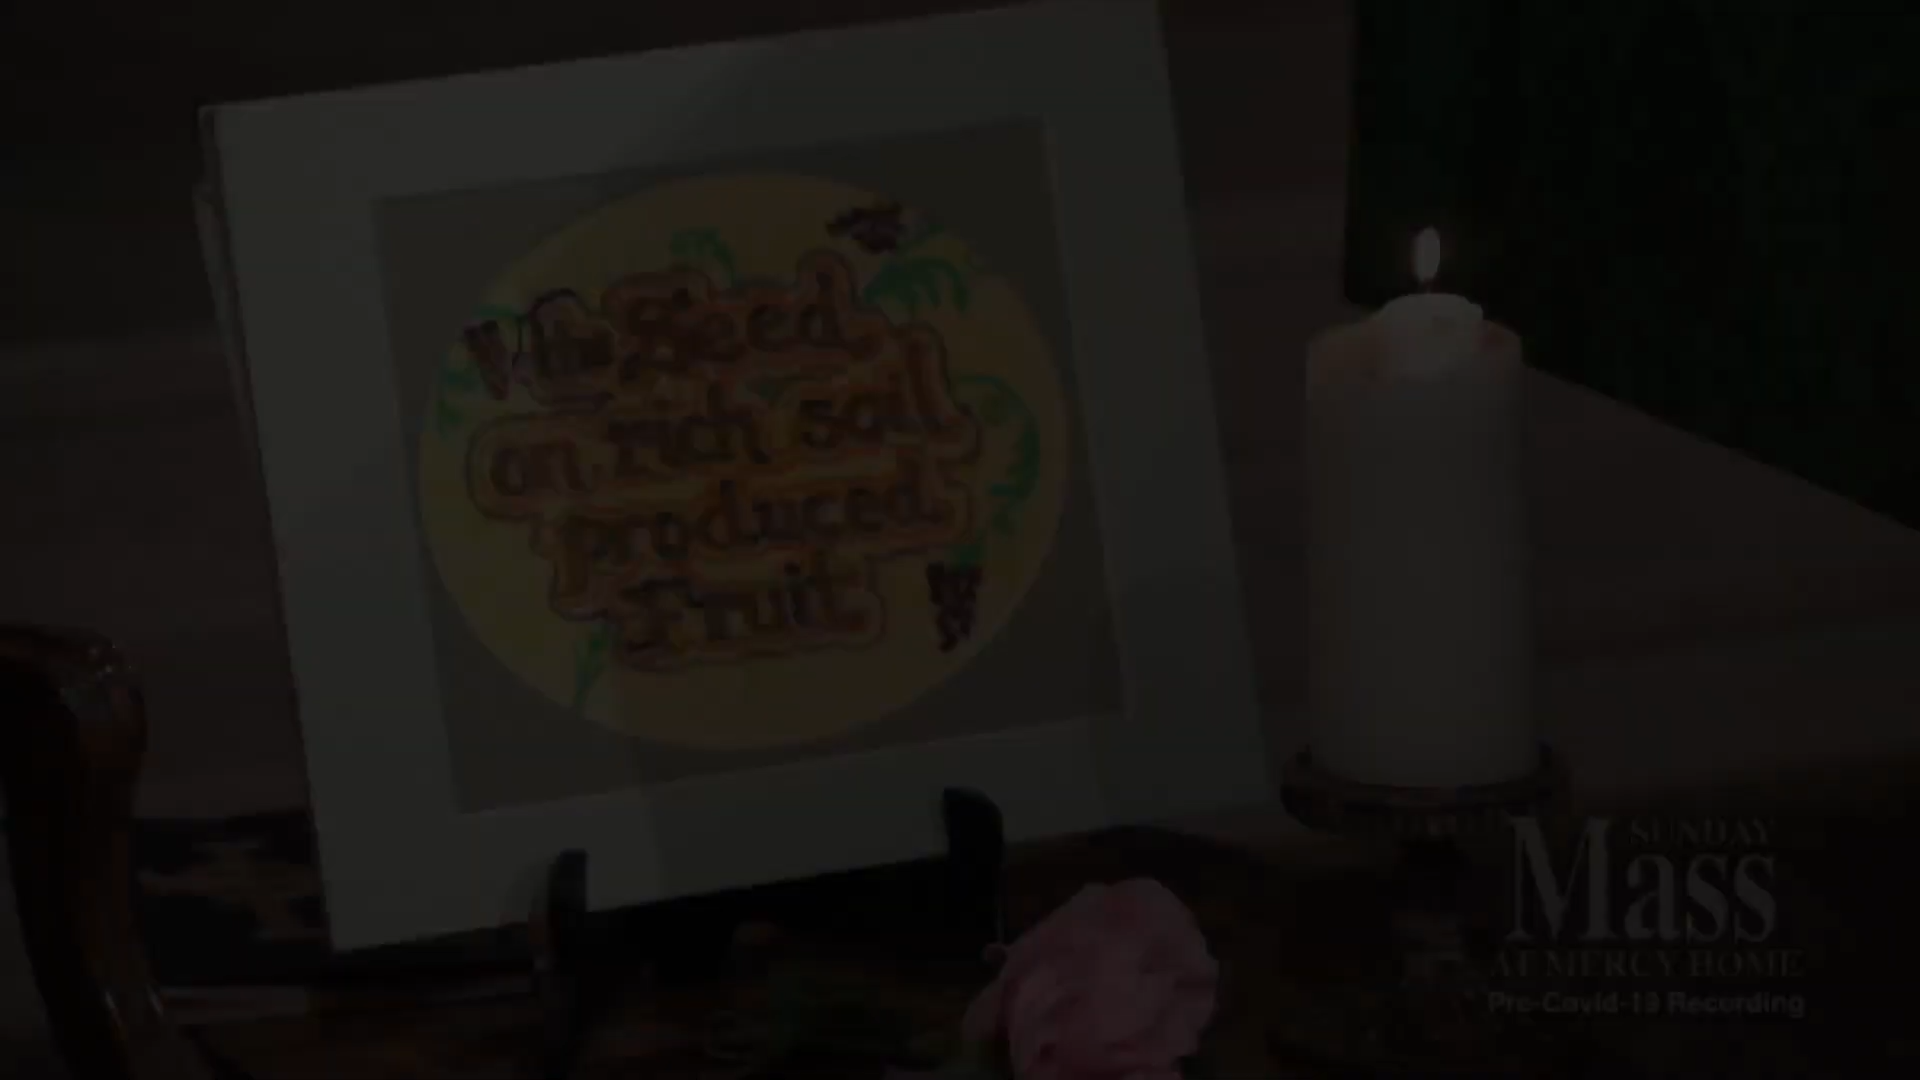 the Seed
on rich soil
produced
Fruit.
SUNDAY
Mass
AT MERCY HOME
Pre-Covid-19 Recording